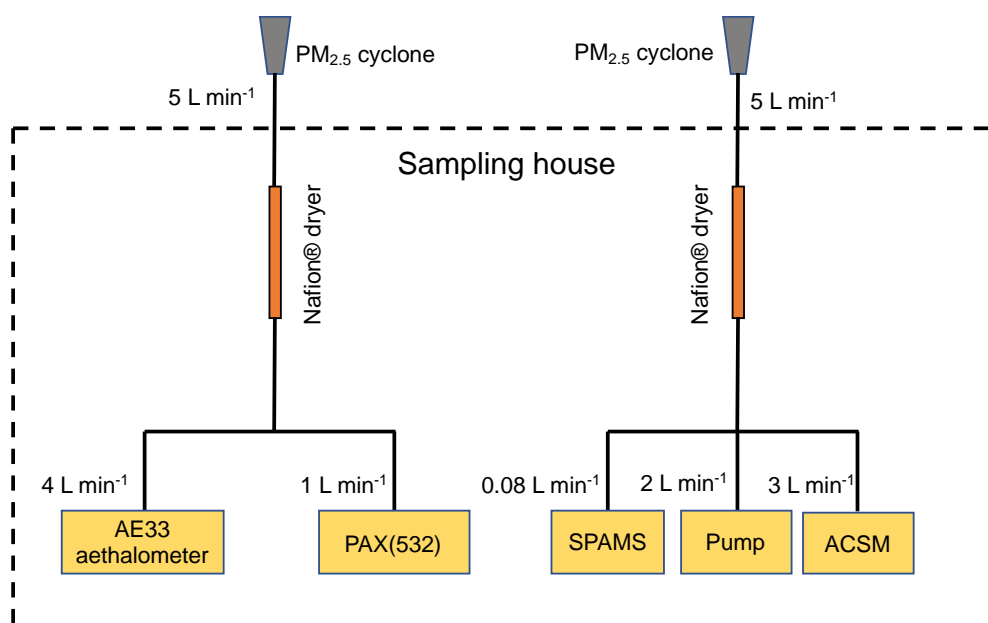 PM2.5 cyclone
PM2.5 cyclone
5 L min-1
5 L min-1
Sampling house
Nafion® dryer
Nafion® dryer
4 L min-1
1 L min-1
0.08 L min-1
2 L min-1
3 L min-1
AE33
aethalometer
PAX(532)
SPAMS
Pump
ACSM